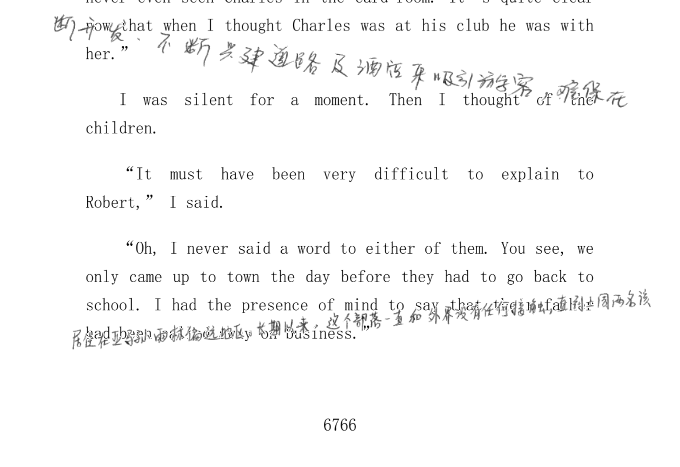 never even seen Charles in the card-room. It's quite clear
now that when I thought Charles was at his club he was with
her.”
断开发，不断共建道路及酒店来吸引游客，确保在
I was silent for a moment. Then I thought of the
children.
“It must have been very difficult to explain to
Robert,” I said.
“Oh, I never said a word to either of them. You see, we
only came up to town the day before they had to go back to
school. I had the presence of mind to say that their father
had been called away on business.”
居住在亚马孙雨林偏远地区。长期以来，这个部落一直和外界没有任何接触，直到上周两名该
6766